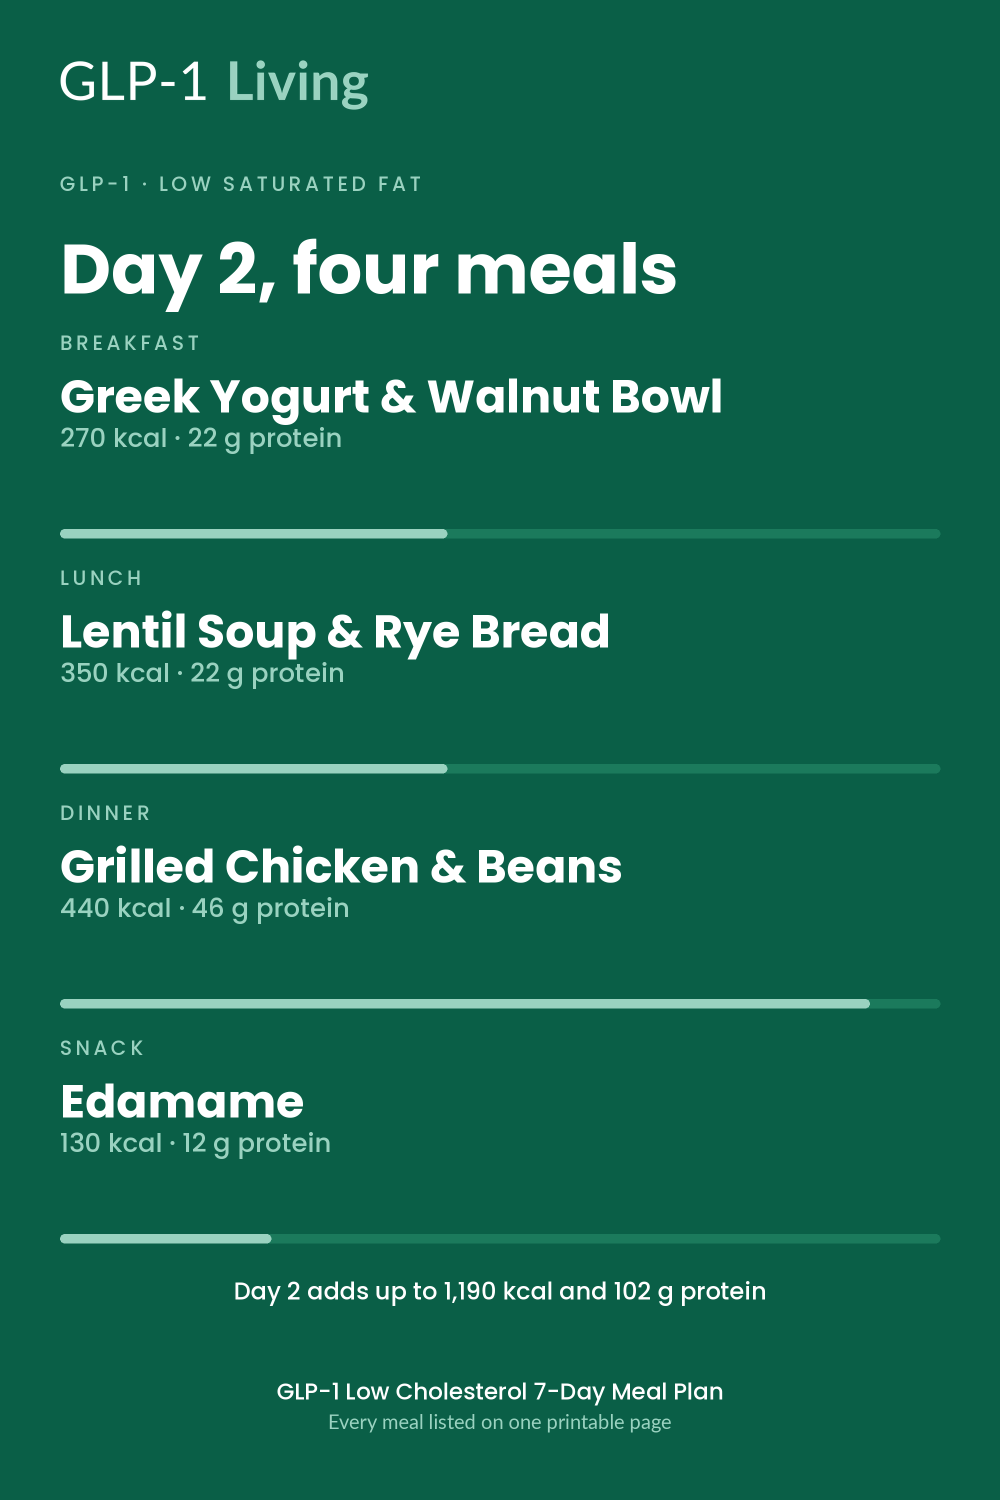 GLP-1 Living
GLP-1 · LOW SATURATED FAT
Day 2, four meals
BREAKFAST
Greek Yogurt & Walnut Bowl
270 kcal · 22 g protein
LUNCH
Lentil Soup & Rye Bread
350 kcal · 22 g protein
DINNER
Grilled Chicken & Beans
440 kcal · 46 g protein
SNACK
Edamame
130 kcal · 12 g protein
Day 2 adds up to 1,190 kcal and 102 g protein
GLP-1 Low Cholesterol 7-Day Meal Plan
Every meal listed on one printable page